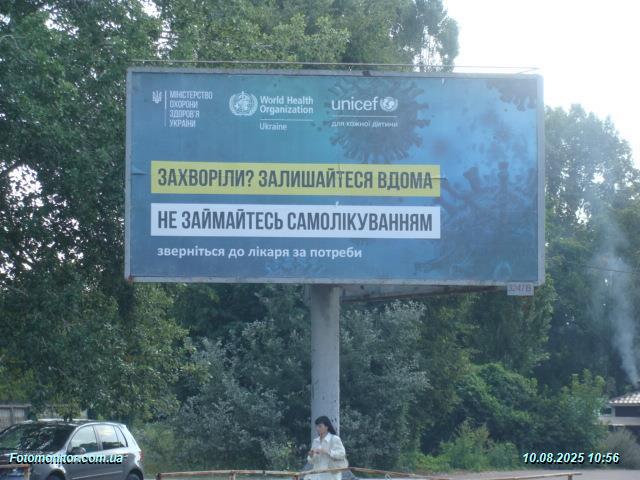 МІНІСТЕРСТВО
ОХОРОНИ
ЗДОРОВ'Я
УКРАЇНИ
World Health
Organization
Ukraine
unicef
для кожної дитини
ЗАХВОРІЛИ? ЗАЛИШАЙТЕСЯ ВДОМА
НЕ ЗАЙМАЙТЕСЬ САМОЛІКУВАННЯМ
зверніться до лікаря за потреби
3247B
Fotomonitor.com.ua
10.08.2025 10:56